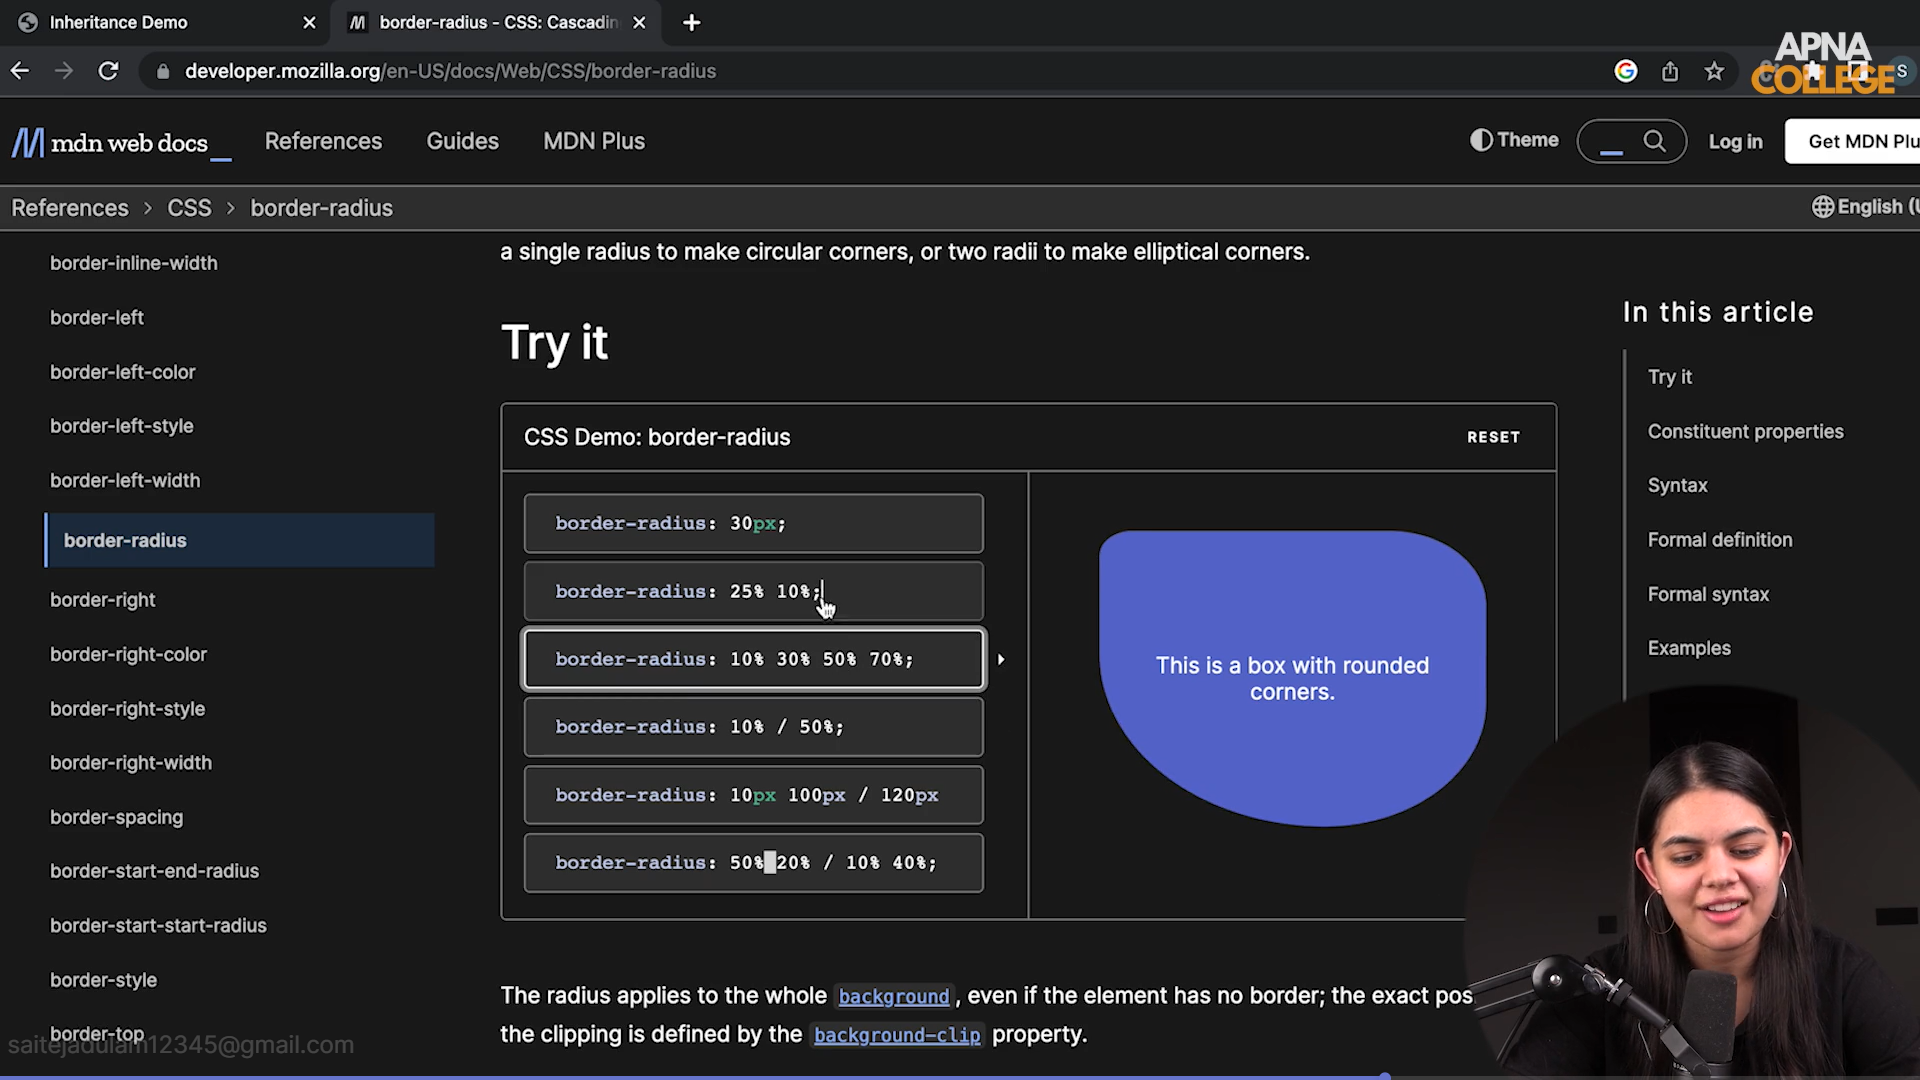 Inheritance Demo
border-radius - CSS: Cascadin
developer.mozilla.org/en-US/docs/Web/CSS/border-radius
S
APNA
COLLEGE
mdn web docs
References
Guides
MDN Plus
Theme
Log in
Get MDN Plu
References > CSS > border-radius
English (U
border-inline-width
border-left
border-left-color
border-left-style
border-left-width
border-radius
border-right
border-right-color
border-right-style
border-right-width
border-spacing
border-start-end-radius
border-start-start-radius
border-style
border-top
a single radius to make circular corners, or two radii to make elliptical corners.
Try it
CSS Demo: border-radius
RESET
border-radius: 30px;
border-radius: 25% 10%;
border-radius: 10% 30% 50% 70%;
border-radius: 10% / 50%;
border-radius: 10px 100px / 120px
border-radius: 50% 20% / 10% 40%;
This is a box with rounded
corners.
The radius applies to the whole background, even if the element has no border; the exact pos
the clipping is defined by the background-clip property.
In this article
Try it
Constituent properties
Syntax
Formal definition
Formal syntax
Examples
saitejadulam12345@gmail.com